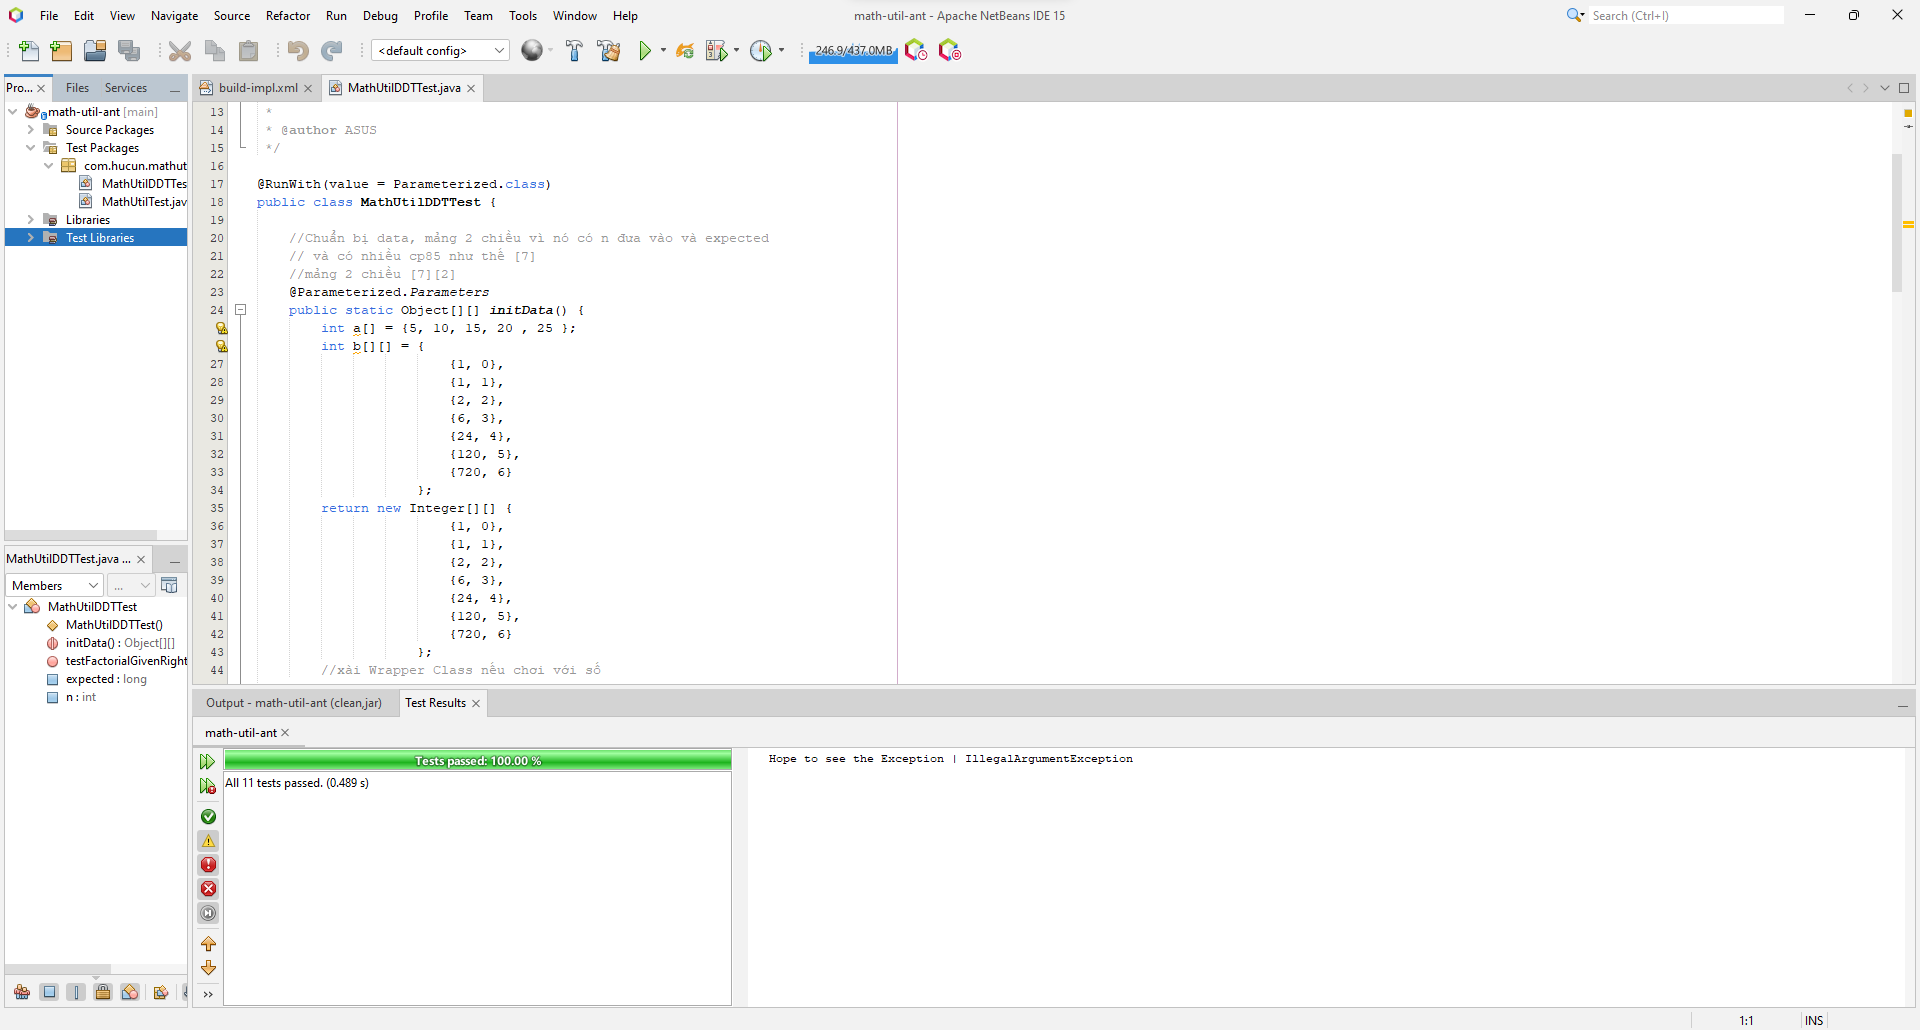 File Edit View Navigate Source Refactor Run Debug Profile Team Tools Window Help
math-util-ant - Apache NetBeans IDE 15
Search (Ctrl+I)
<default config>
246.9/437.0MB
Pro... Files Services
math-util-ant [main]
Source Packages
Test Packages
com.hucun.mathut
MathUtilDDTTes
MathUtilTest.jav
Libraries
Test Libraries
MathUtilDDTTest.java ...
Members
...
MathUtilDDTTest
MathUtilDDTTest()
initData() : Object[][]
testFactorialGivenRight
expected : long
n : int
build-impl.xml MathUtilDDTTest.java
13 *
14 * @author ASUS
15 */
16
17 @RunWith(value = Parameterized.class)
18 public class MathUtilDDTTest {
19
20 //Chuẩn bị data, mảng 2 chiều vì nó có n đưa vào và expected
21 // và có nhiều cp85 như thế [7]
22 //mảng 2 chiều [7][2]
23 @Parameterized.Parameters
24 public static Object[][] initData() {
int a[] = {5, 10, 15, 20 , 25 };
int b[][] = {
27 {1, 0},
28 {1, 1},
29 {2, 2},
30 {6, 3},
31 {24, 4},
32 {120, 5},
33 {720, 6}
34 };
35 return new Integer[][] {
36 {1, 0},
37 {1, 1},
38 {2, 2},
39 {6, 3},
40 {24, 4},
41 {120, 5},
42 {720, 6}
43 };
44 //xài Wrapper Class nếu chơi với số
Output - math-util-ant (clean,jar) Test Results
math-util-ant
Tests passed: 100.00 %
All 11 tests passed. (0.489 s)
Hope to see the Exception | IllegalArgumentException
1:1 INS